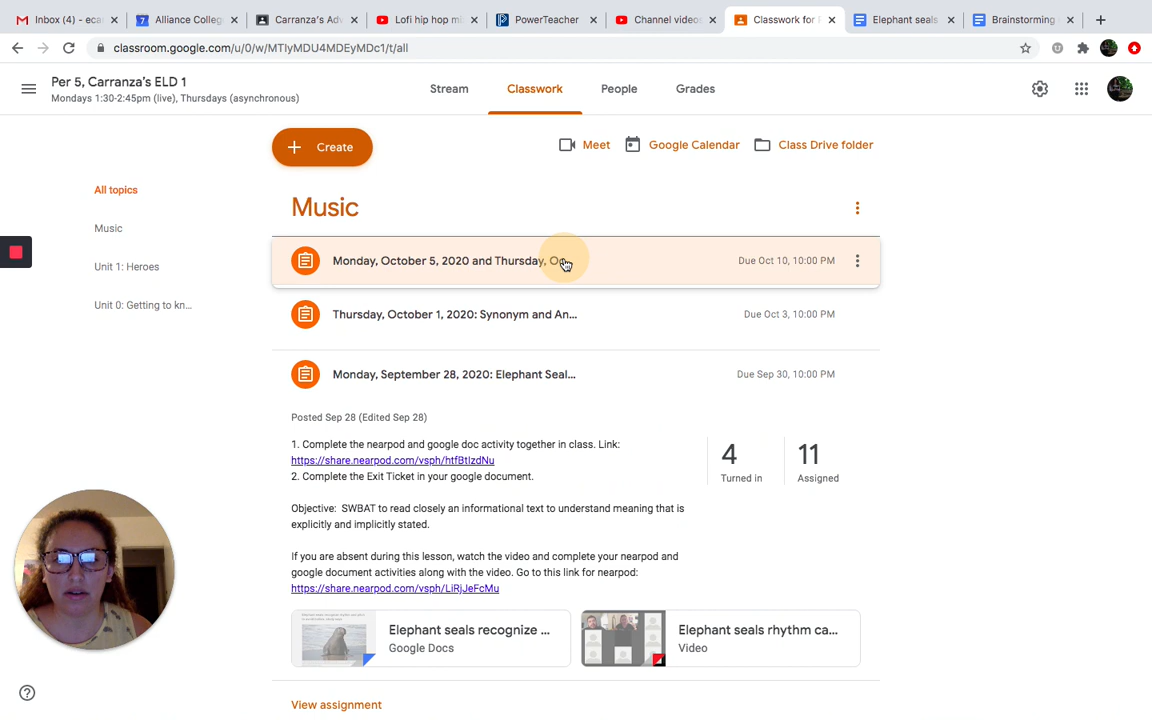 Inbox (4) - eca
Alliance Colleg
Carranza's Adv
Lofi hip hop mi
PowerTeacher
Channel videos
Classwork for P
Elephant seals
Brainstorming
classroom.google.com/u/0/w/MTIyMDU4MDEyMDc1/t/all
Per 5, Carranza's ELD 1
Mondays 1:30-2:45pm (live), Thursdays (asynchronous)
Stream
Classwork
People
Grades
Create
Meet
Google Calendar
Class Drive folder
All topics
Music
Unit 1: Heroes
Unit 0: Getting to kn...
Music
Monday, October 5, 2020 and Thursday, Oc
Due Oct 10, 10:00 PM
Thursday, October 1, 2020: Synonym and An...
Due Oct 3, 10:00 PM
Monday, September 28, 2020: Elephant Seal...
Due Sep 30, 10:00 PM
Posted Sep 28 (Edited Sep 28)
1. Complete the nearpod and google doc activity together in class. Link:
https://share.nearpod.com/vsph/htfBtIzdNu
2. Complete the Exit Ticket in your google document.
Objective: SWBAT to read closely an informational text to understand meaning that is
explicitly and implicitly stated.
If you are absent during this lesson, watch the video and complete your nearpod and
google document activities along with the video. Go to this link for nearpod:
https://share.nearpod.com/vsph/LiRjJeFcMu
4
Turned in
11
Assigned
Elephant seals recognize ...
Google Docs
Elephant seals rhythm ca...
Video
View assignment